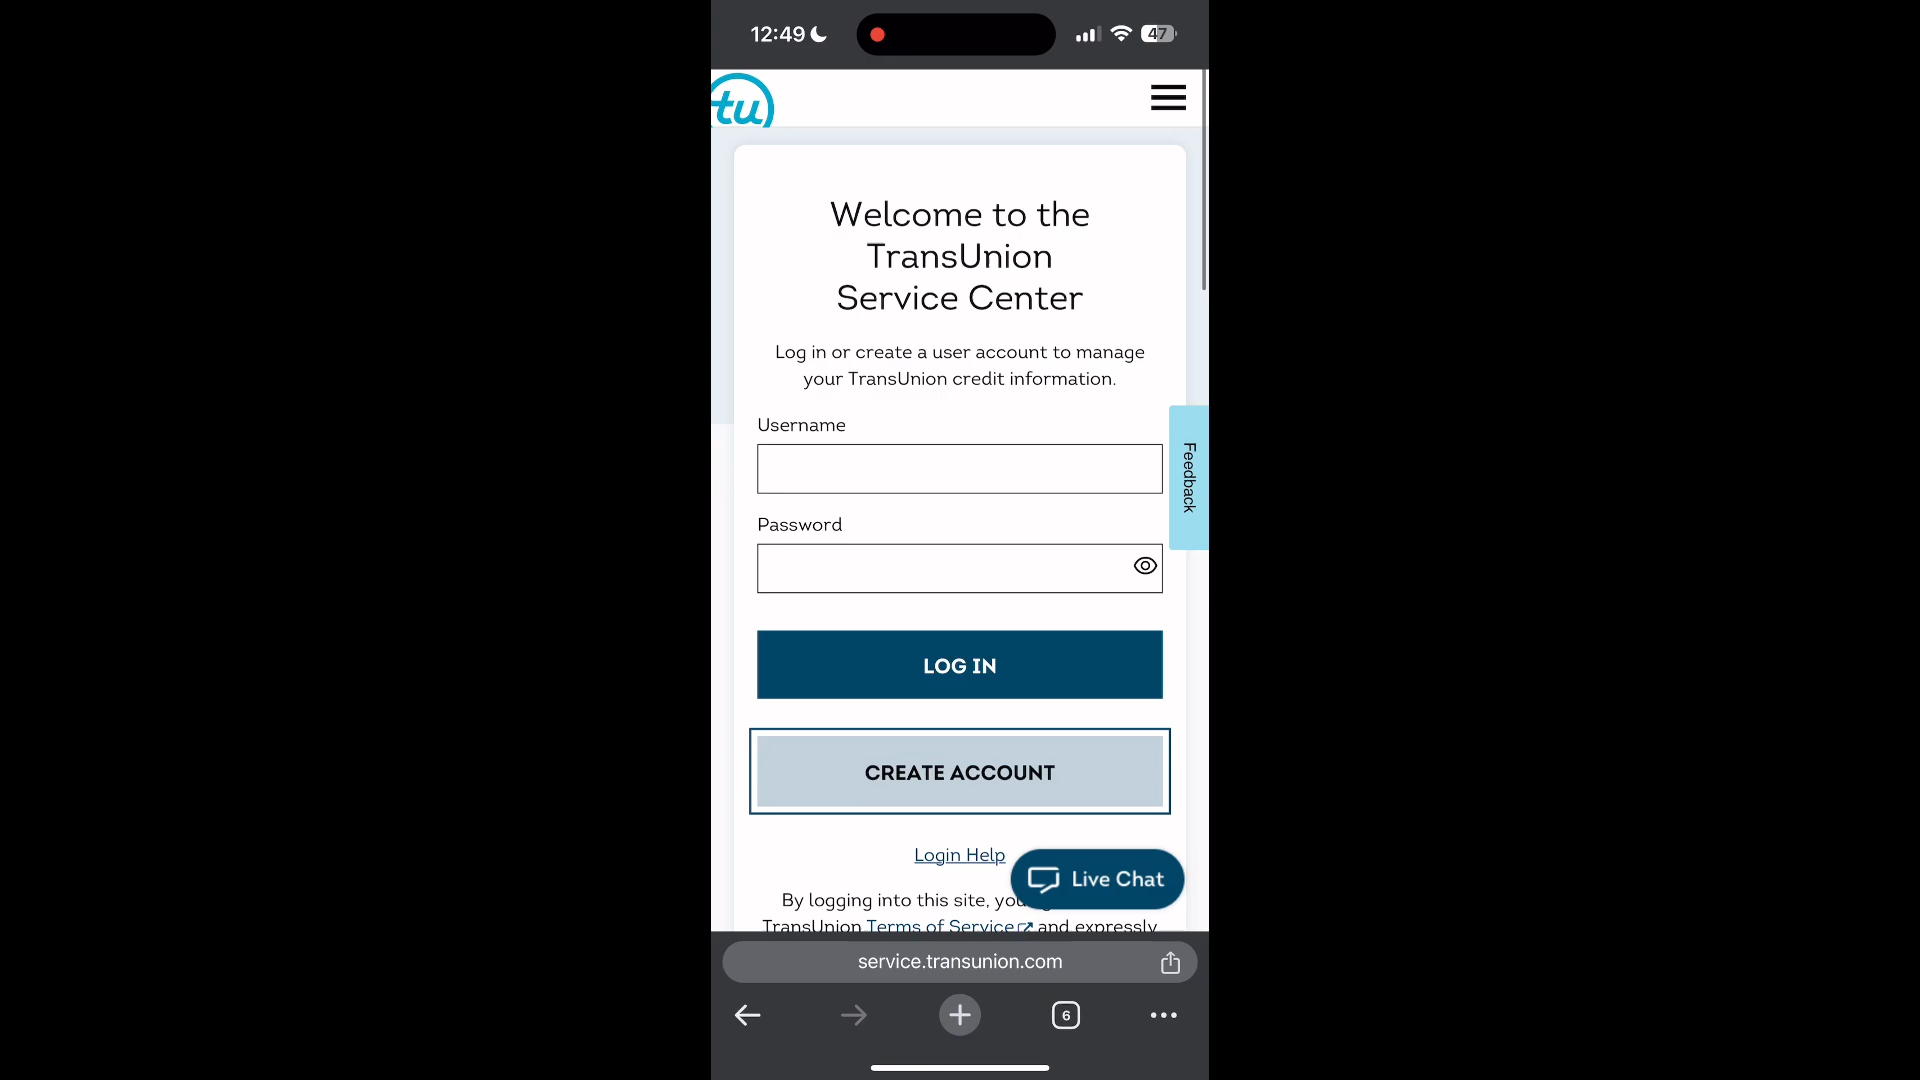 12:49
47
tu
Welcome to the
TransUnion
Service Center
Log in or create a user account to manage
your TransUnion credit information.
Username
Feedback
Password
LOG IN
CREATE ACCOUNT
Login Help
Live Chat
By logging into this site, you
TransUnion Terms of Service and expressly
service.transunion.com
6